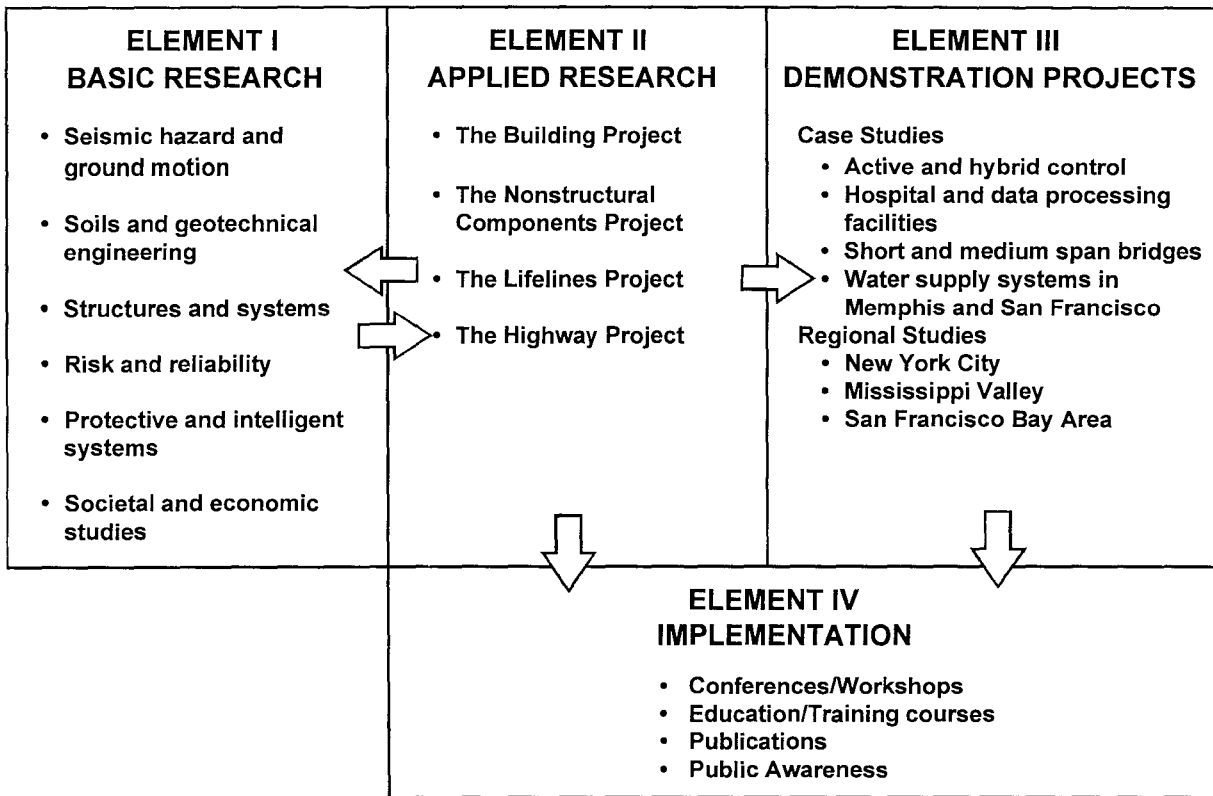 ELEMENT I
BASIC RESEARCH
• Seismic hazard and
ground motion
• Soils and geotechnical
engineering
• Structures and systems
• Risk and reliability
• Protective and intelligent
systems
• Societal and economic
studies
ELEMENT II
APPLIED RESEARCH
• The Building Project
• The Nonstructural
Components Project
• The Lifelines Project
• The Highway Project
ELEMENT III
DEMONSTRATION PROJECTS
Case Studies
• Active and hybrid control
• Hospital and data processing
facilities
• Short and medium span bridges
• Water supply systems in
Memphis and San Francisco
Regional Studies
• New York City
• Mississippi Valley
• San Francisco Bay Area
ELEMENT IV
IMPLEMENTATION
• Conferences/Workshops
• Education/Training courses
• Publications
• Public Awareness